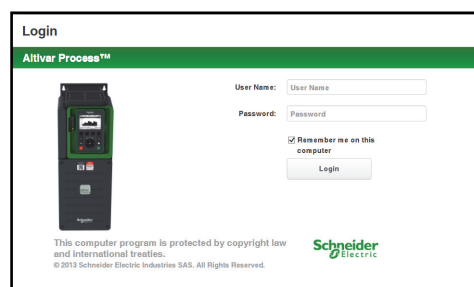 Login
Altivar Process™
User Name:
User Name
Password:
Password
Remember me on this
computer
Login
This computer program is protected by copyright law
and international treaties.
© 2013 Schneider Electric Industries SAS. All Rights Reserved.
Schneider
Electric